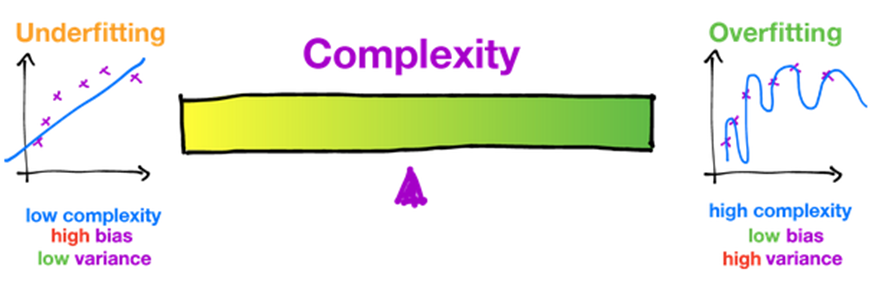 Underfitting
Complexity
Overfitting
low complexity
high bias
low variance
high complexity
low bias
high variance